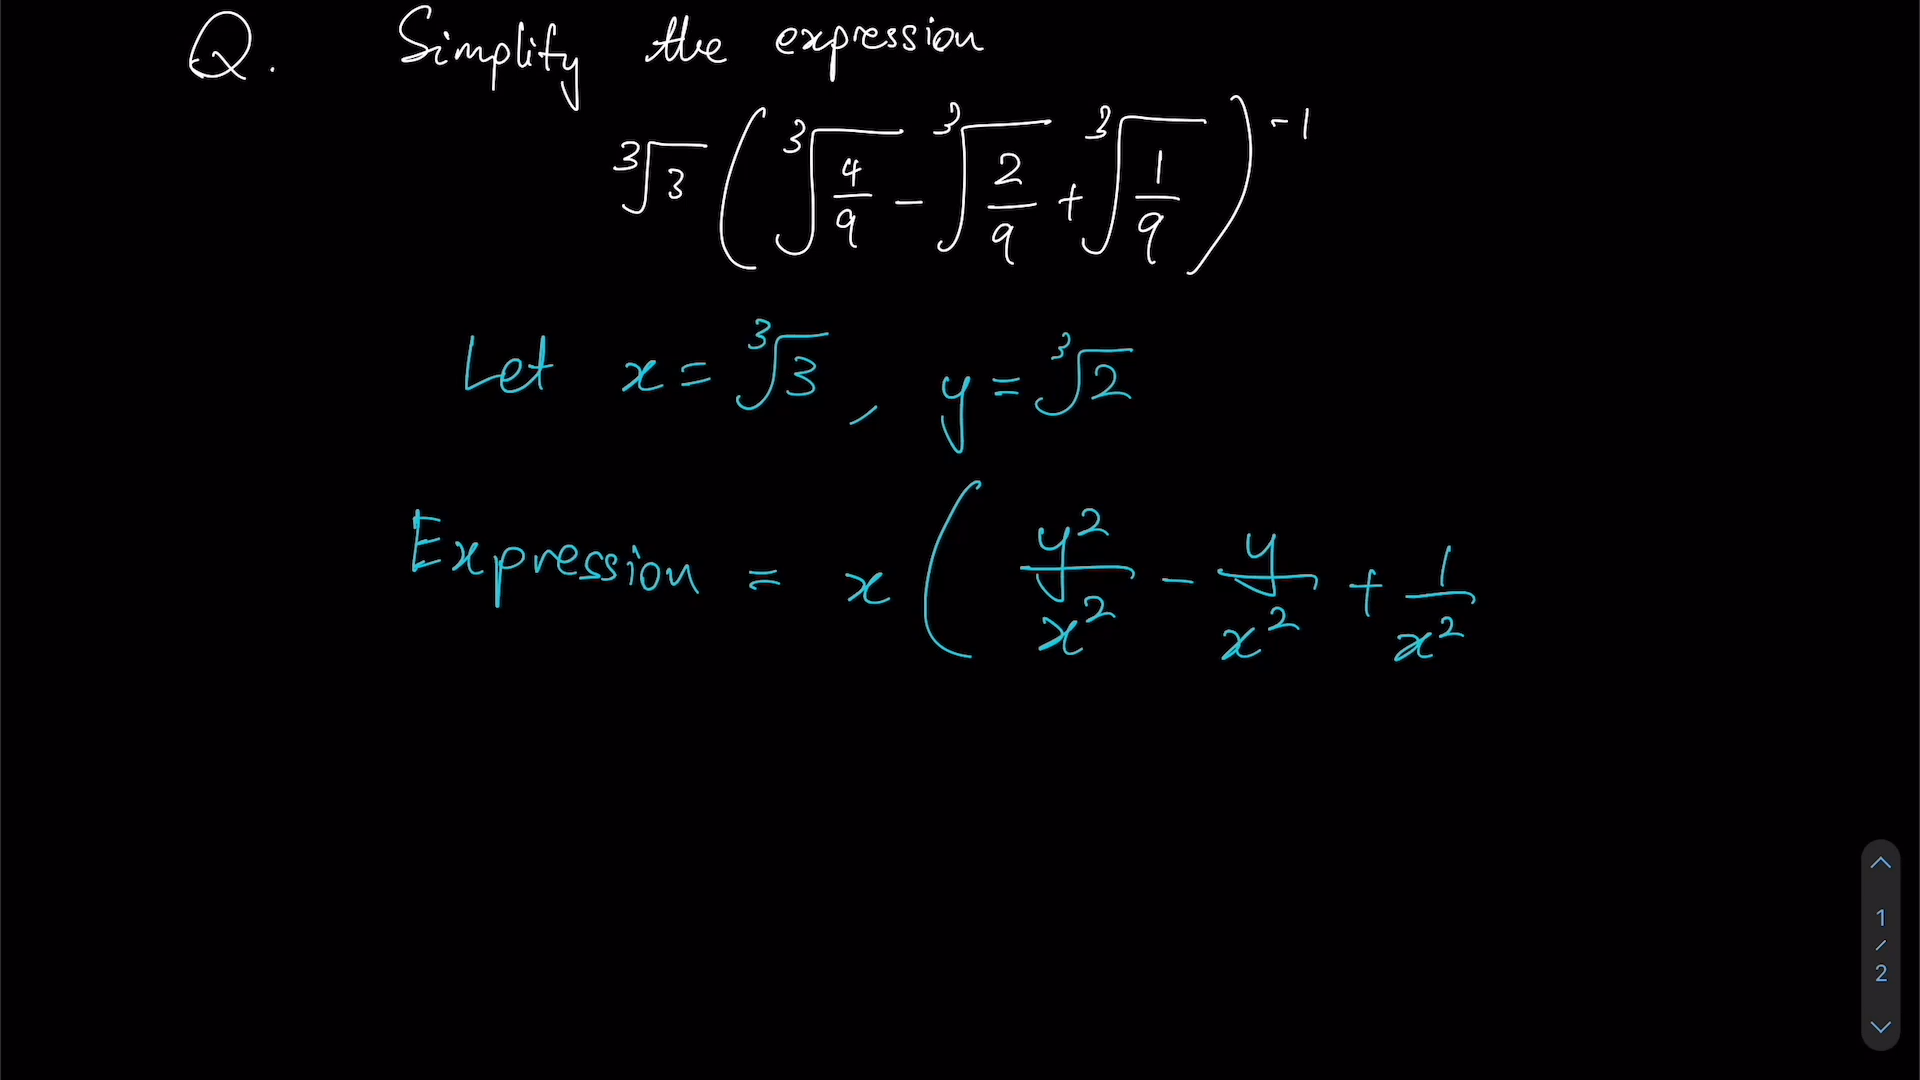 Q. Simplify the expression
∛3 ( ∛(4/9) - ∛(2/9) + ∛(1/9) )⁻¹
Let x = ∛3 , y = ∛2
Expression = x ( y²/x² - y/x² + 1/x²
1
/
2